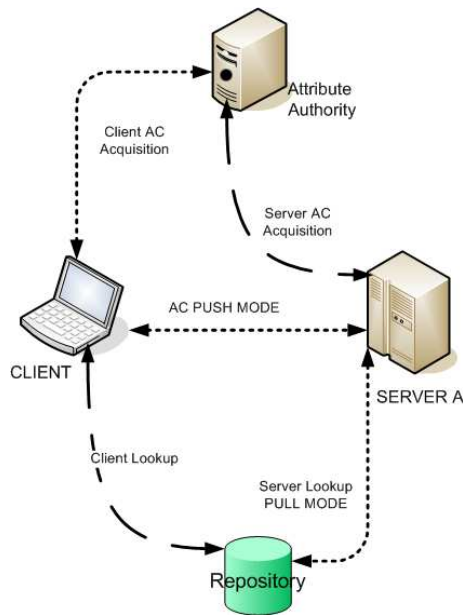 Attribute
Authority
Client AC
Acquisition
Server AC
Acquisition
AC PUSH MODE
CLIENT
SERVER A
Client Lookup
Server Lookup
PULL MODE
Repository